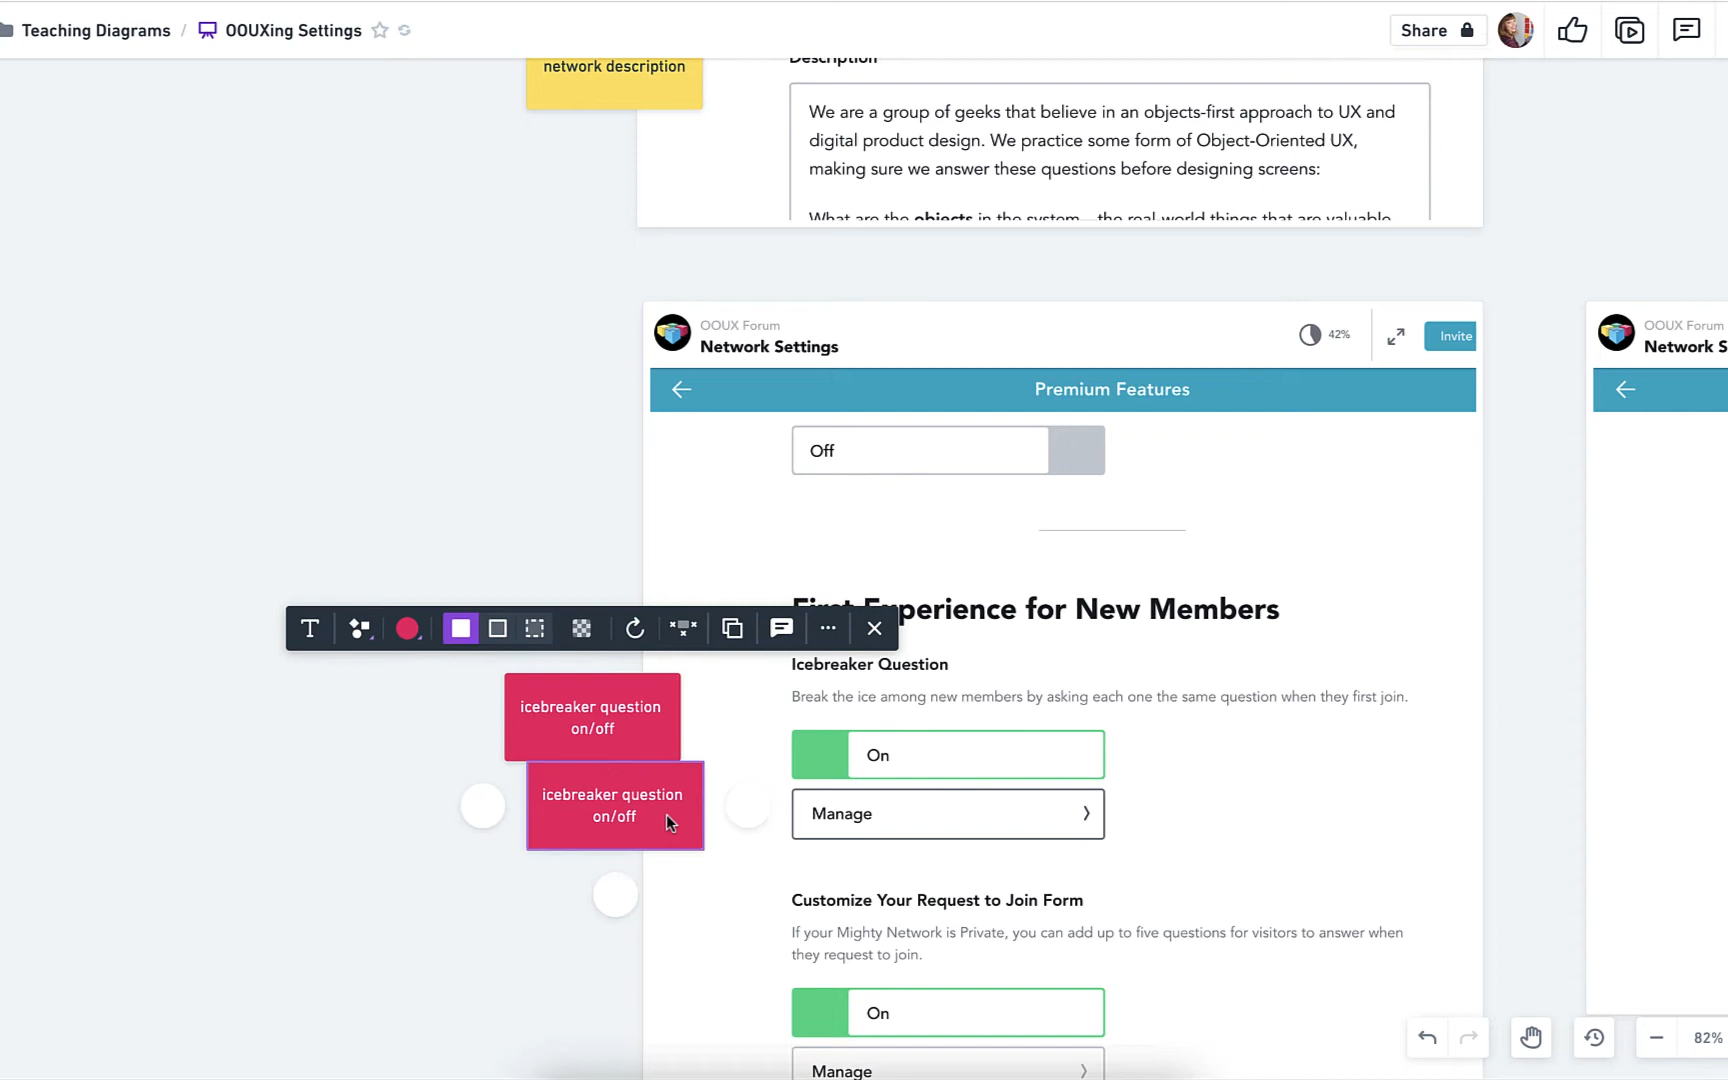 Teaching Diagrams / OOUXing Settings
Share
network description
Description
We are a group of geeks that believe in an objects-first approach to UX and
digital product design. We practice some form of Object-Oriented UX,
making sure we answer these questions before designing screens:
What are the objects in the system—the real-world things that are valuable
OOUX Forum
Network Settings
42%
Invite
Premium Features
Off
First Experience for New Members
Icebreaker Question
Break the ice among new members by asking each one the same question when they first join.
On
Manage
icebreaker question
on/off
icebreaker question
on/off
Customize Your Request to Join Form
If your Mighty Network is Private, you can add up to five questions for visitors to answer when
they request to join.
On
Manage
OOUX Forum
Network S
82%